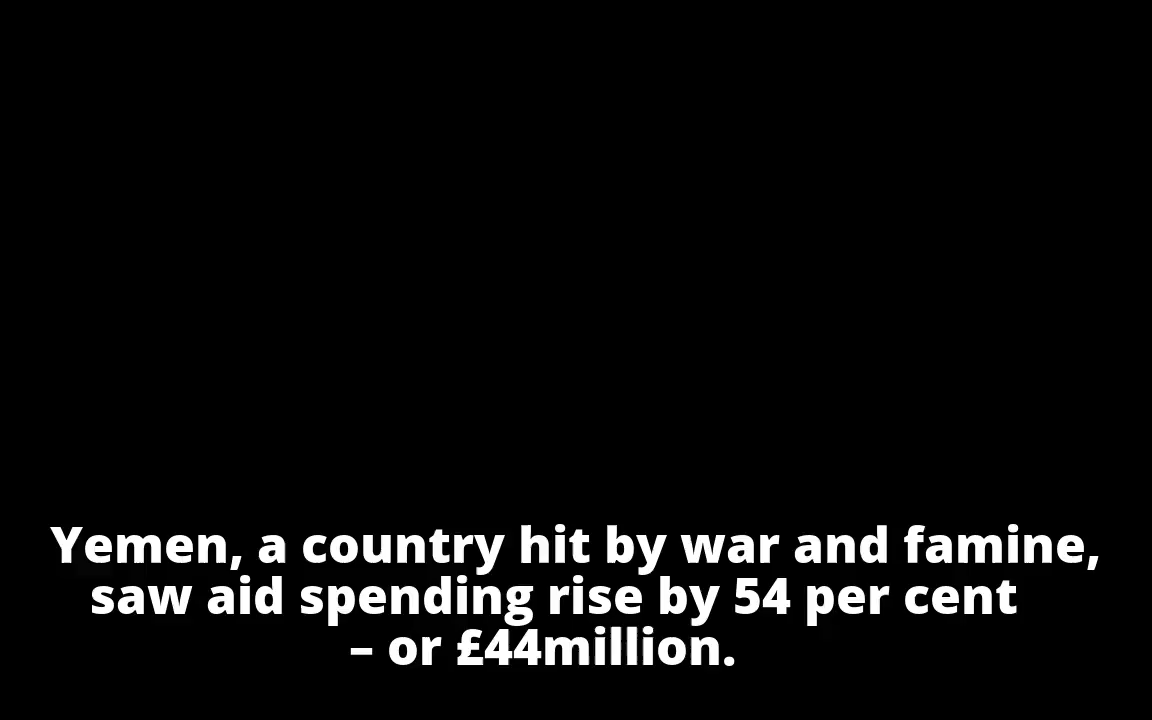 Yemen, a country hit by war and famine,
saw aid spending rise by 54 per cent
– or £44million.